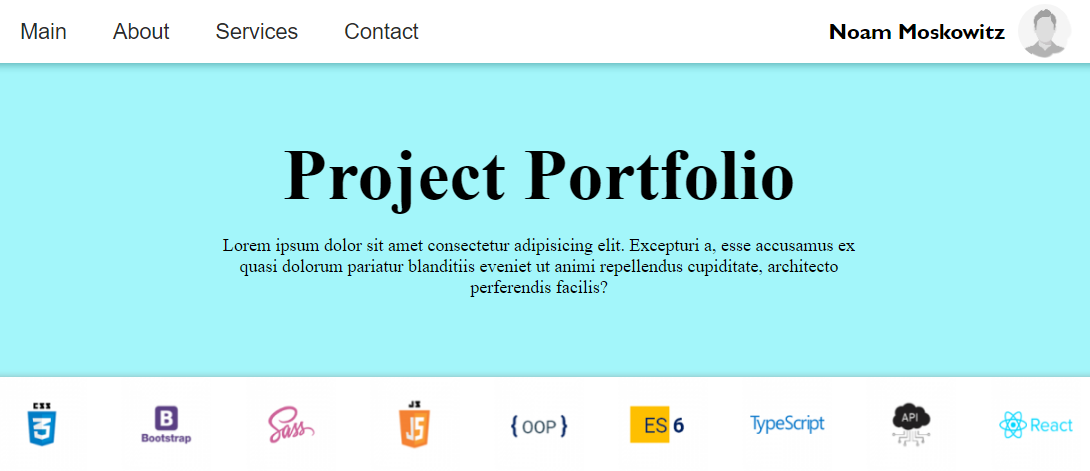 Main About Services Contact Noam Moskowitz
Project Portfolio
Lorem ipsum dolor sit amet consectetur adipisicing elit. Excepturi a, esse accusamus ex
quasi dolorum pariatur blanditiis eveniet ut animi repellendus cupiditate, architecto
perferendis facilis?
CSS 3 B Bootstrap Sass JS 5 {OOP} ES6 TypeScript API React